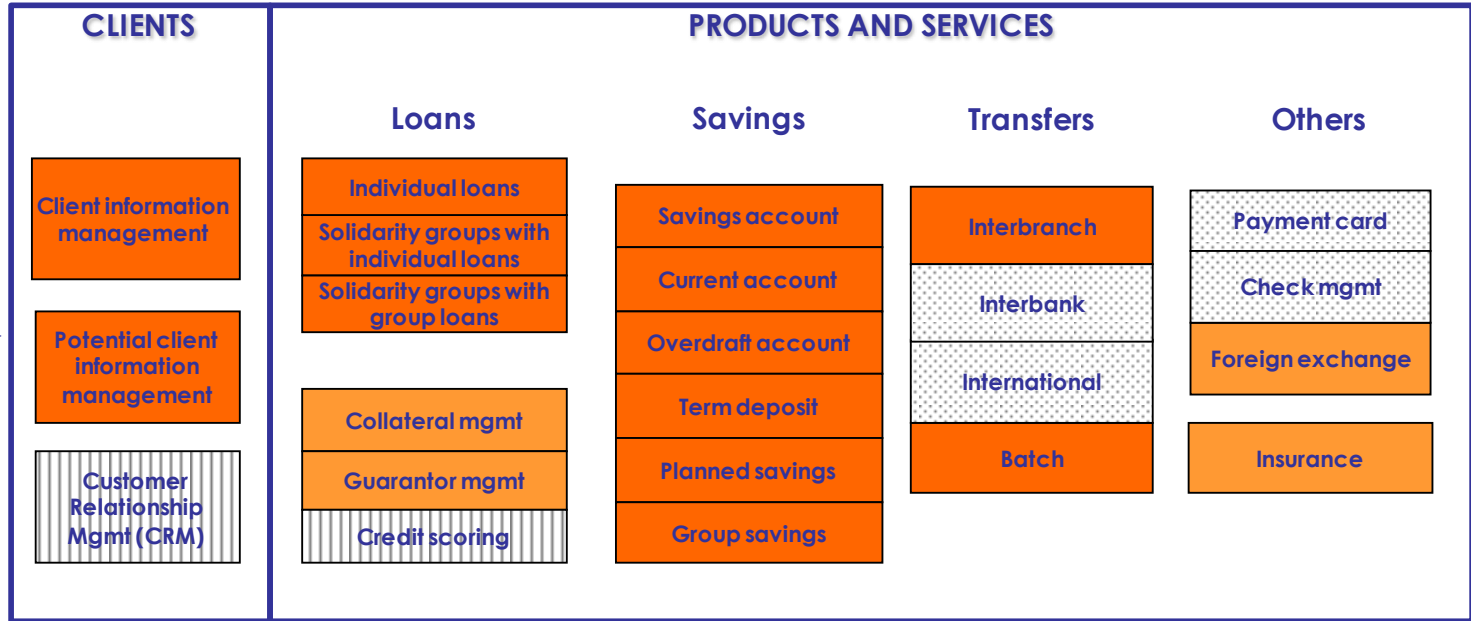 CLIENTS
PRODUCTS AND SERVICES
Loans
Savings
Transfers
Others
Client information
management
Potential client
information
management
Customer
Relationship
Mgmt (CRM)
Individual loans
Solidarity groups with
individual loans
Solidarity groups with
group loans
Collateral mgmt
Guarantor mgmt
Credit scoring
Savings account
Current account
Overdraft account
Term deposit
Planned savings
Group savings
Interbranch
Interbank
International
Batch
Payment card
Check mgmt
Foreign exchange
Insurance